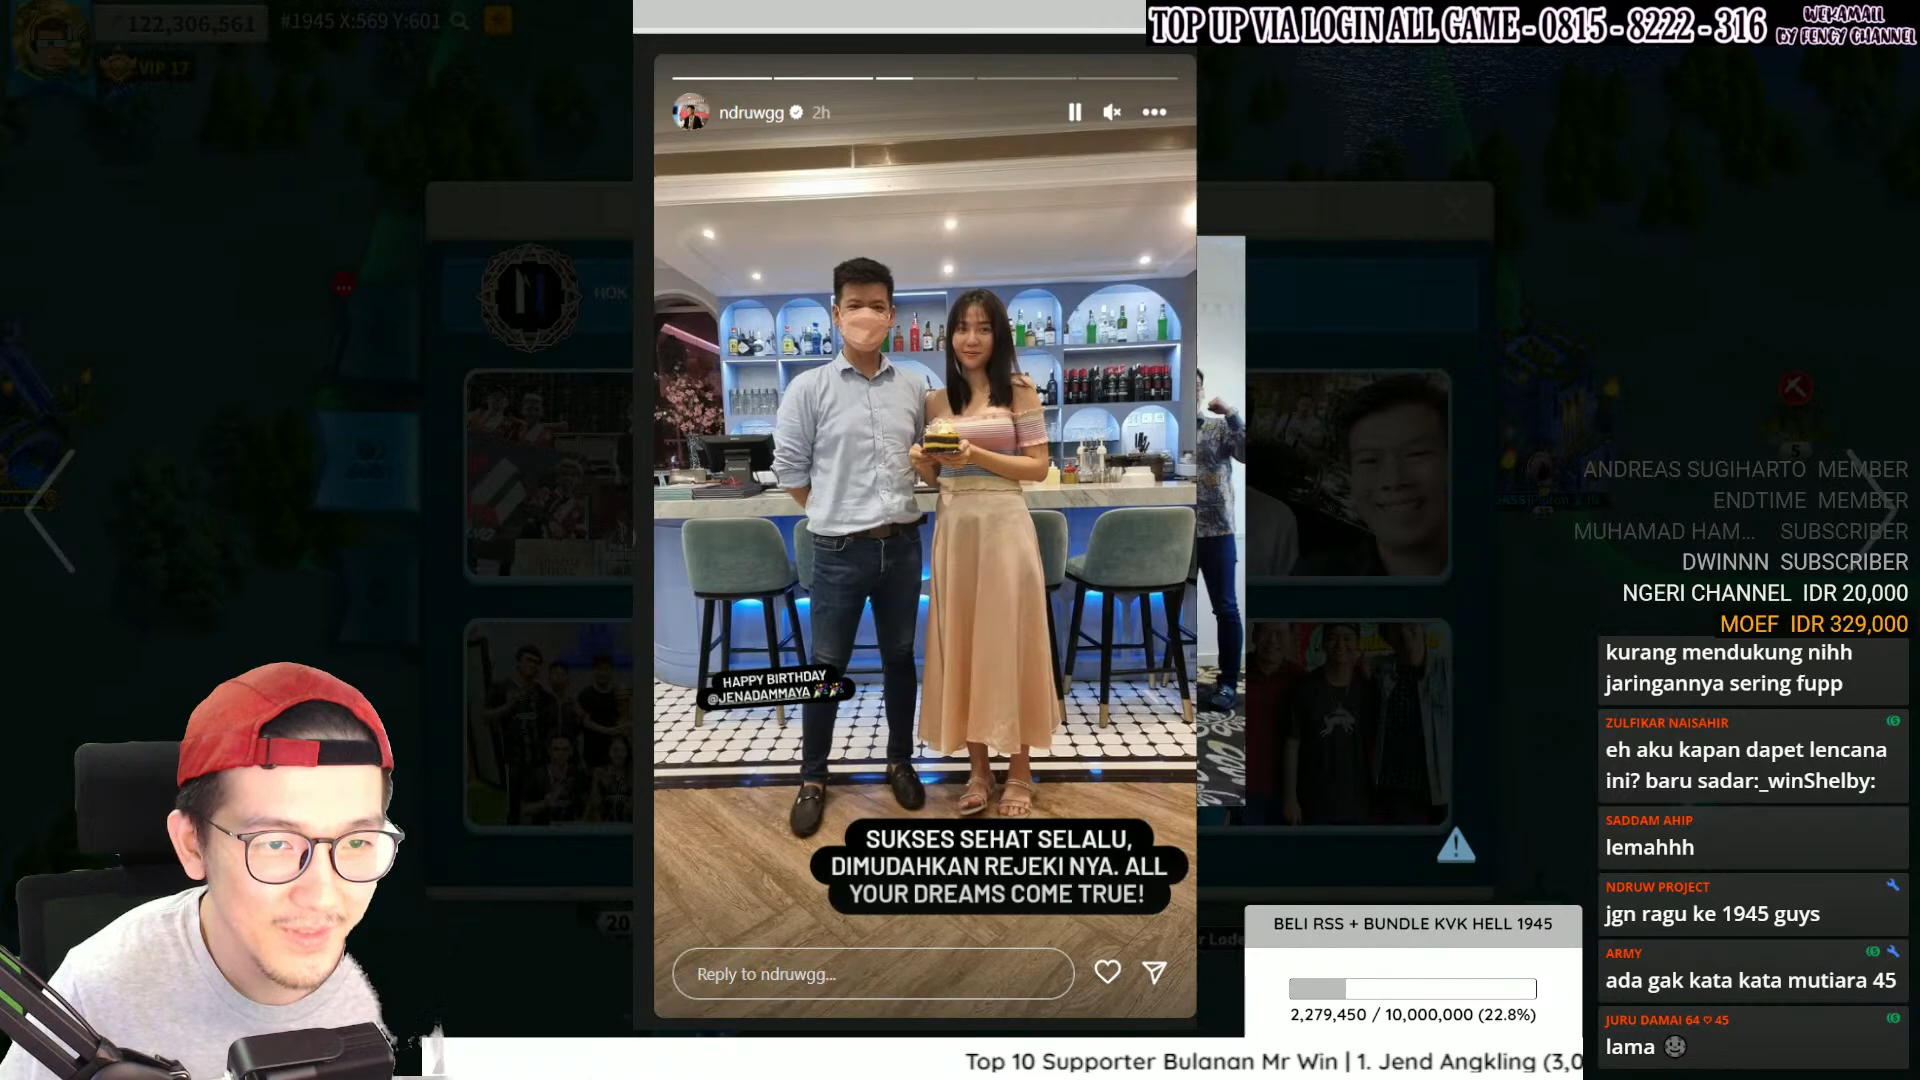 122,306,561
#1945 X:569 Y:601
VIP 17
TOP UP VIA LOGIN ALL GAME - 0815 - 8222 - 316
WEKAMALL
BY FENGY CHANNEL
ndruwgg 2h
HOK
HAPPY BIRTHDAY
@JENADAMMAYA
SUKSES SEHAT SELALU,
DIMUDAHKAN REJEKI NYA. ALL
YOUR DREAMS COME TRUE!
Reply to ndruwgg...
5
20
ANDREAS SUGIHARTO MEMBER
ENDTIME MEMBER
MUHAMAD HAM... SUBSCRIBER
DWINNN SUBSCRIBER
NGERI CHANNEL IDR 20,000
MOEF IDR 329,000
kurang mendukung nihh
jaringannya sering fupp
ZULFIKAR NAISAHIR
eh aku kapan dapet lencana
ini? baru sadar:_winShelby:
SADDAM AHIP
lemahhh
NDRUW PROJECT
jgn ragu ke 1945 guys
ARMY
ada gak kata kata mutiara 45
JURU DAMAI 64 ♡ 45
lama
BELI RSS + BUNDLE KVK HELL 1945
2,279,450 / 10,000,000 (22.8%)
Top 10 Supporter Bulanan Mr Win | 1. Jend Angkling (3,0